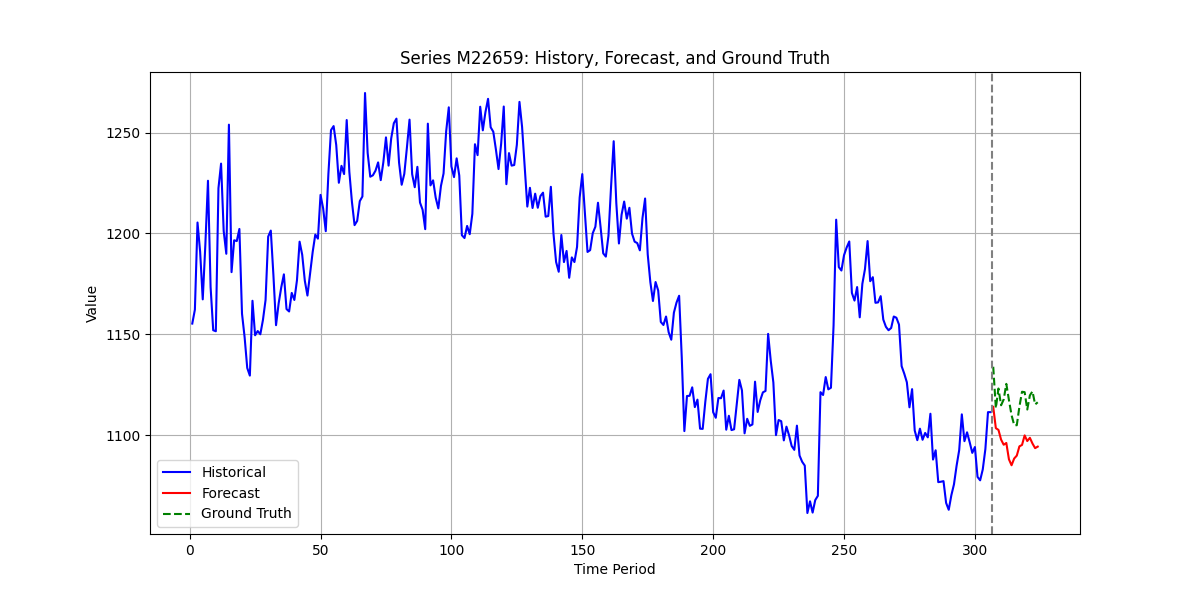 Series M22659: History, Forecast, and Ground Truth
Value
1250
1200
1150
1100
Historical
Forecast
Ground Truth
0 50 100 150 200 250 300
Time Period